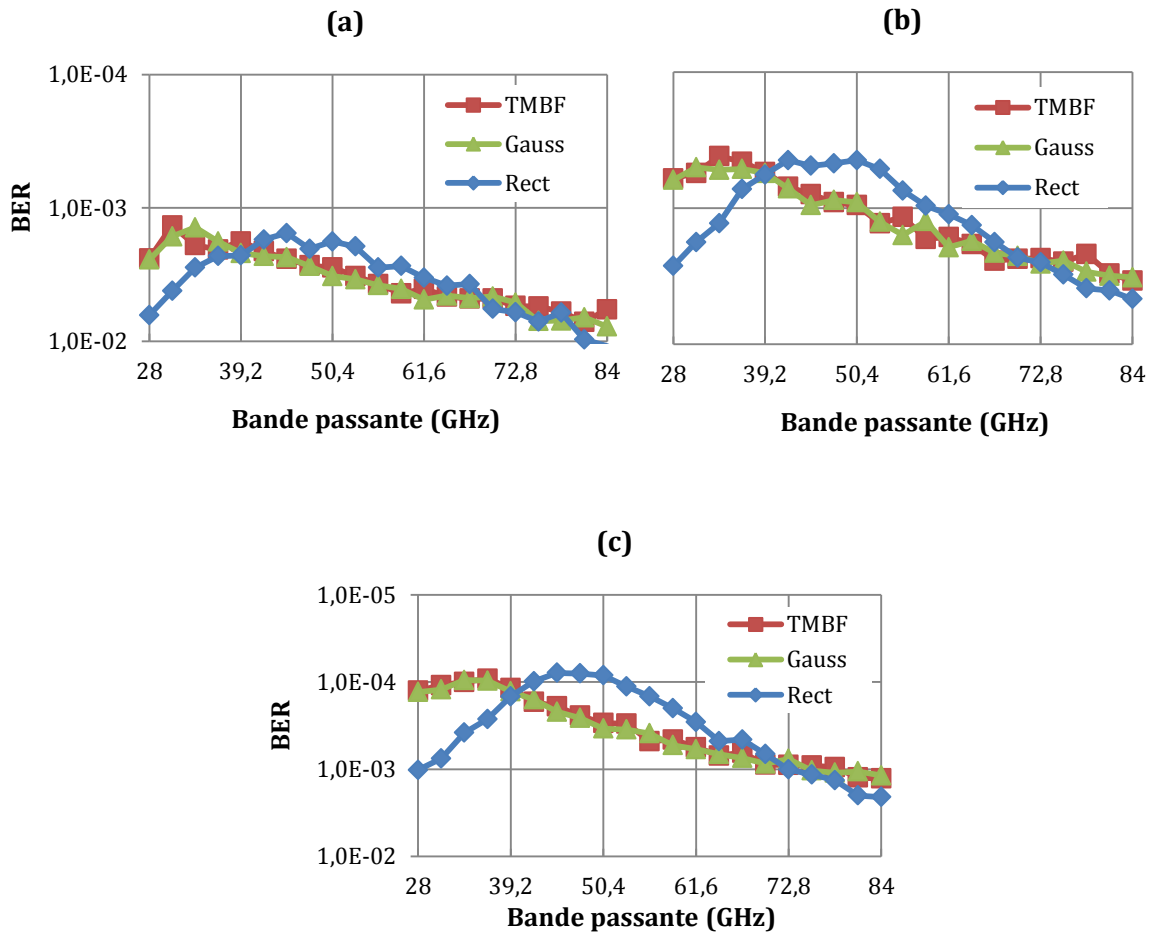 (a)
1,0E-04
1,0E-03
1,0E-02
BER
TMBF
Gauss
Rect
28 39,2 50,4 61,6 72,8 84
Bande passante (GHz)
(b)
TMBF
Gauss
Rect
28 39,2 50,4 61,6 72,8 84
Bande passante (GHz)
(c)
1,0E-05
1,0E-04
1,0E-03
1,0E-02
BER
TMBF
Gauss
Rect
28 39,2 50,4 61,6 72,8 84
Bande passante (GHz)